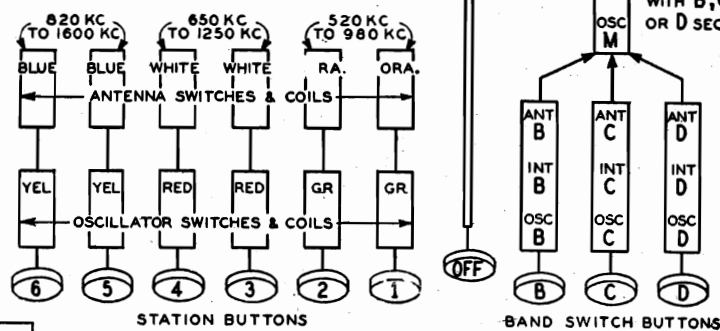 820 KC TO 1600 KC
650 KC TO 1250 KC
520 KC TO 980 KC
BLUE BLUE WHITE WHITE RA. ORA.
ANTENNA SWITCHES & COILS
YEL YEL RED RED GR GR
OSCILLATOR SWITCHES & COILS
6 5 4 3 2 1
STATION BUTTONS
OFF
OR D SEC
OSC M
ANT B ANT C ANT D
INT B INT C INT D
OSC B OSC C OSC D
B C D
BAND SWITCH BUTTONS